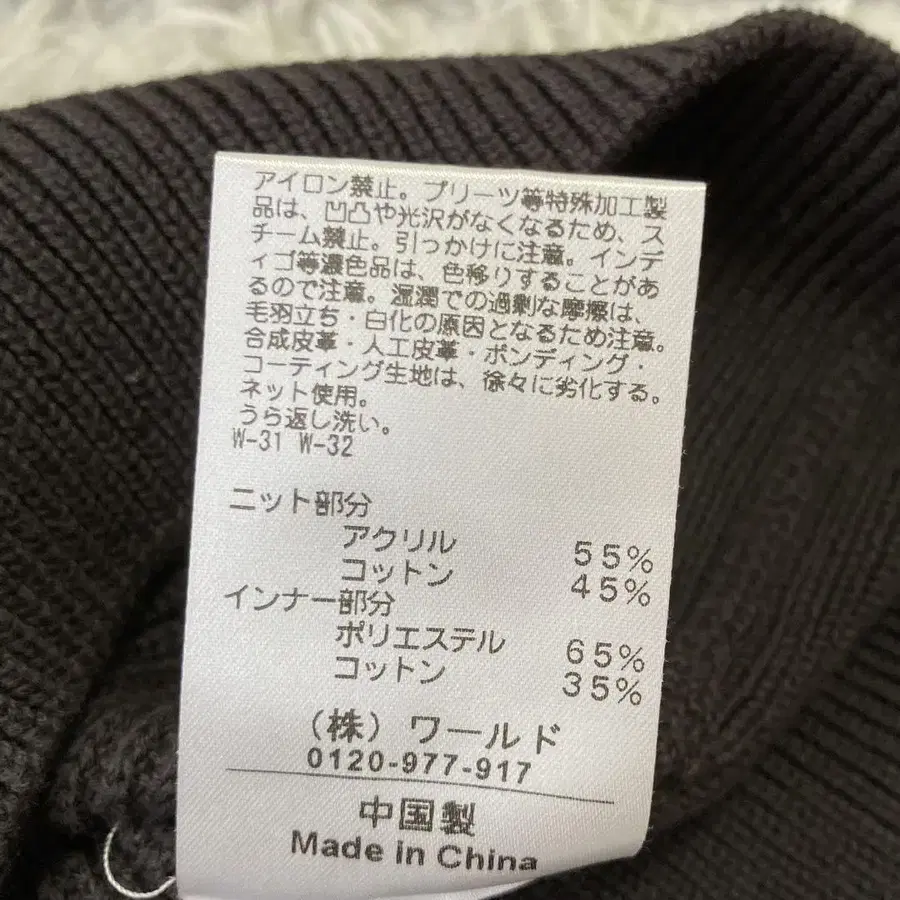 アイロン禁止。プリーツ等特殊加工製
品は、凹凸や光沢がなくなるため、ス
チーム禁止。引っかけに注意。インデ
ィゴ等濃色品は、色移りすることがあ
るので注意。湿潤での過剰な摩擦は、
毛羽立ち・白化の原因となるため注意。
合成皮革・人工皮革・ボンディング・
コーティング生地は、徐々に劣化する。
ネット使用。
うら返し洗い。
W-31 W-32
ニット部分
アクリル 55%
コットン 45%
インナー部分
ポリエステル 65%
コットン 35%
(株)ワールド
0120-977-917
中国製
Made in China